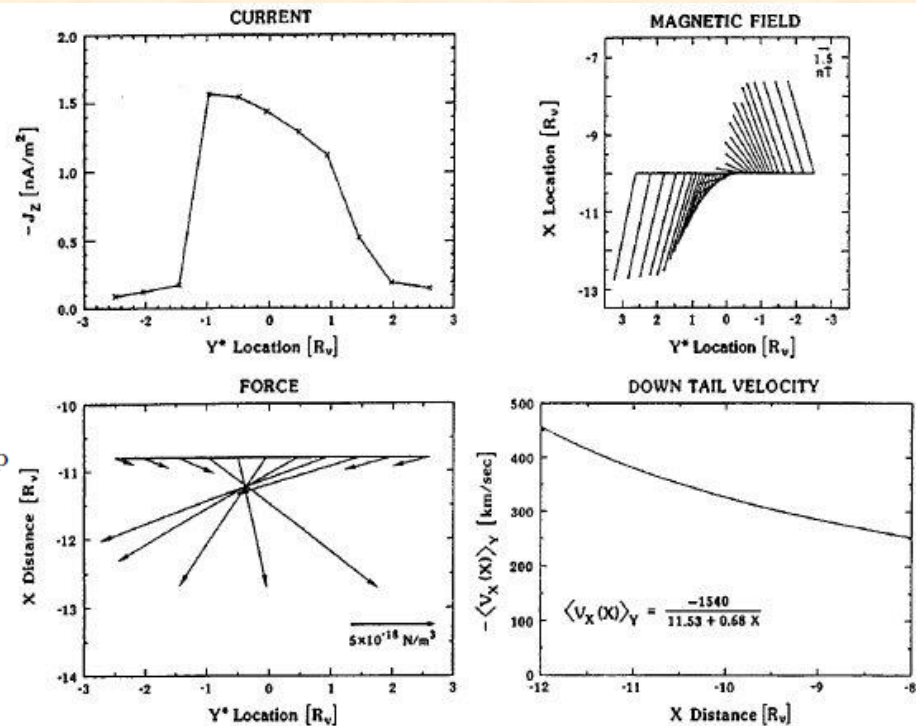 CURRENT
2.0
1.5
1.0
0.5
0.0
-J_Z [nA/m²]
-3 -2 -1 0 1 2 3
Y* Location [R_v]
MAGNETIC FIELD
1.5
nT
-7
-9
-11
-13
X Location [R_v]
3 2 1 0 -1 -2 -3
Y* Location [R_v]
FORCE
-10
-11
-12
-13
-14
X Distance [R_v]
5×10⁻¹⁸ N/m³
-3 -2 -1 0 1 2 3
Y* Location [R_v]
DOWN TAIL VELOCITY
500
400
300
200
100
0
-⟨V_X(X)⟩_Y [km/sec]
⟨V_X(X)⟩_Y = -1540 / 11.53 + 0.68 X
-12 -11 -10 -9 -8
X Distance [R_v]